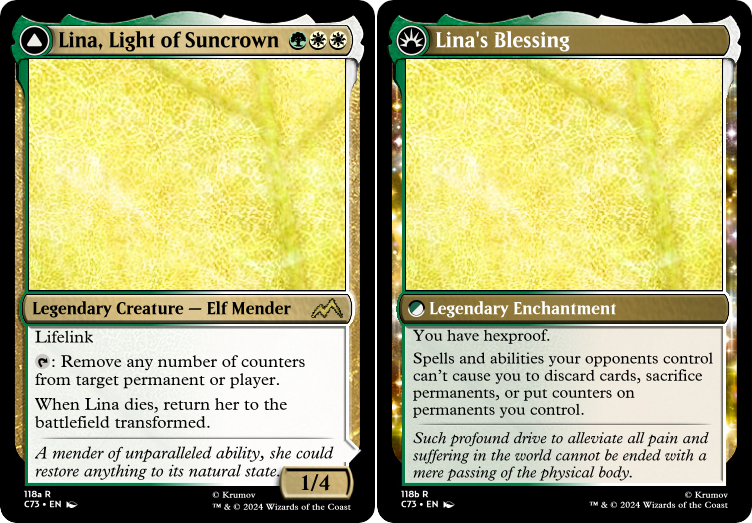 Lina, Light of Suncrown
Legendary Creature — Elf Mender
Lifelink
: Remove any number of counters
from target permanent or player.
When Lina dies, return her to the
battlefield transformed.
A mender of unparalleled ability, she could
restore anything to its natural state.
1/4
118a R
C73 • EN
© Krumov
™ & © 2024 Wizards of the Coast
Lina's Blessing
Legendary Enchantment
You have hexproof.
Spells and abilities your opponents control
can't cause you to discard cards, sacrifice
permanents, or put counters on
permanents you control.
Such profound drive to alleviate all pain and
suffering in the world cannot be ended with a
mere passing of the physical body.
118b R
C73 • EN
© Krumov
™ & © 2024 Wizards of the Coast